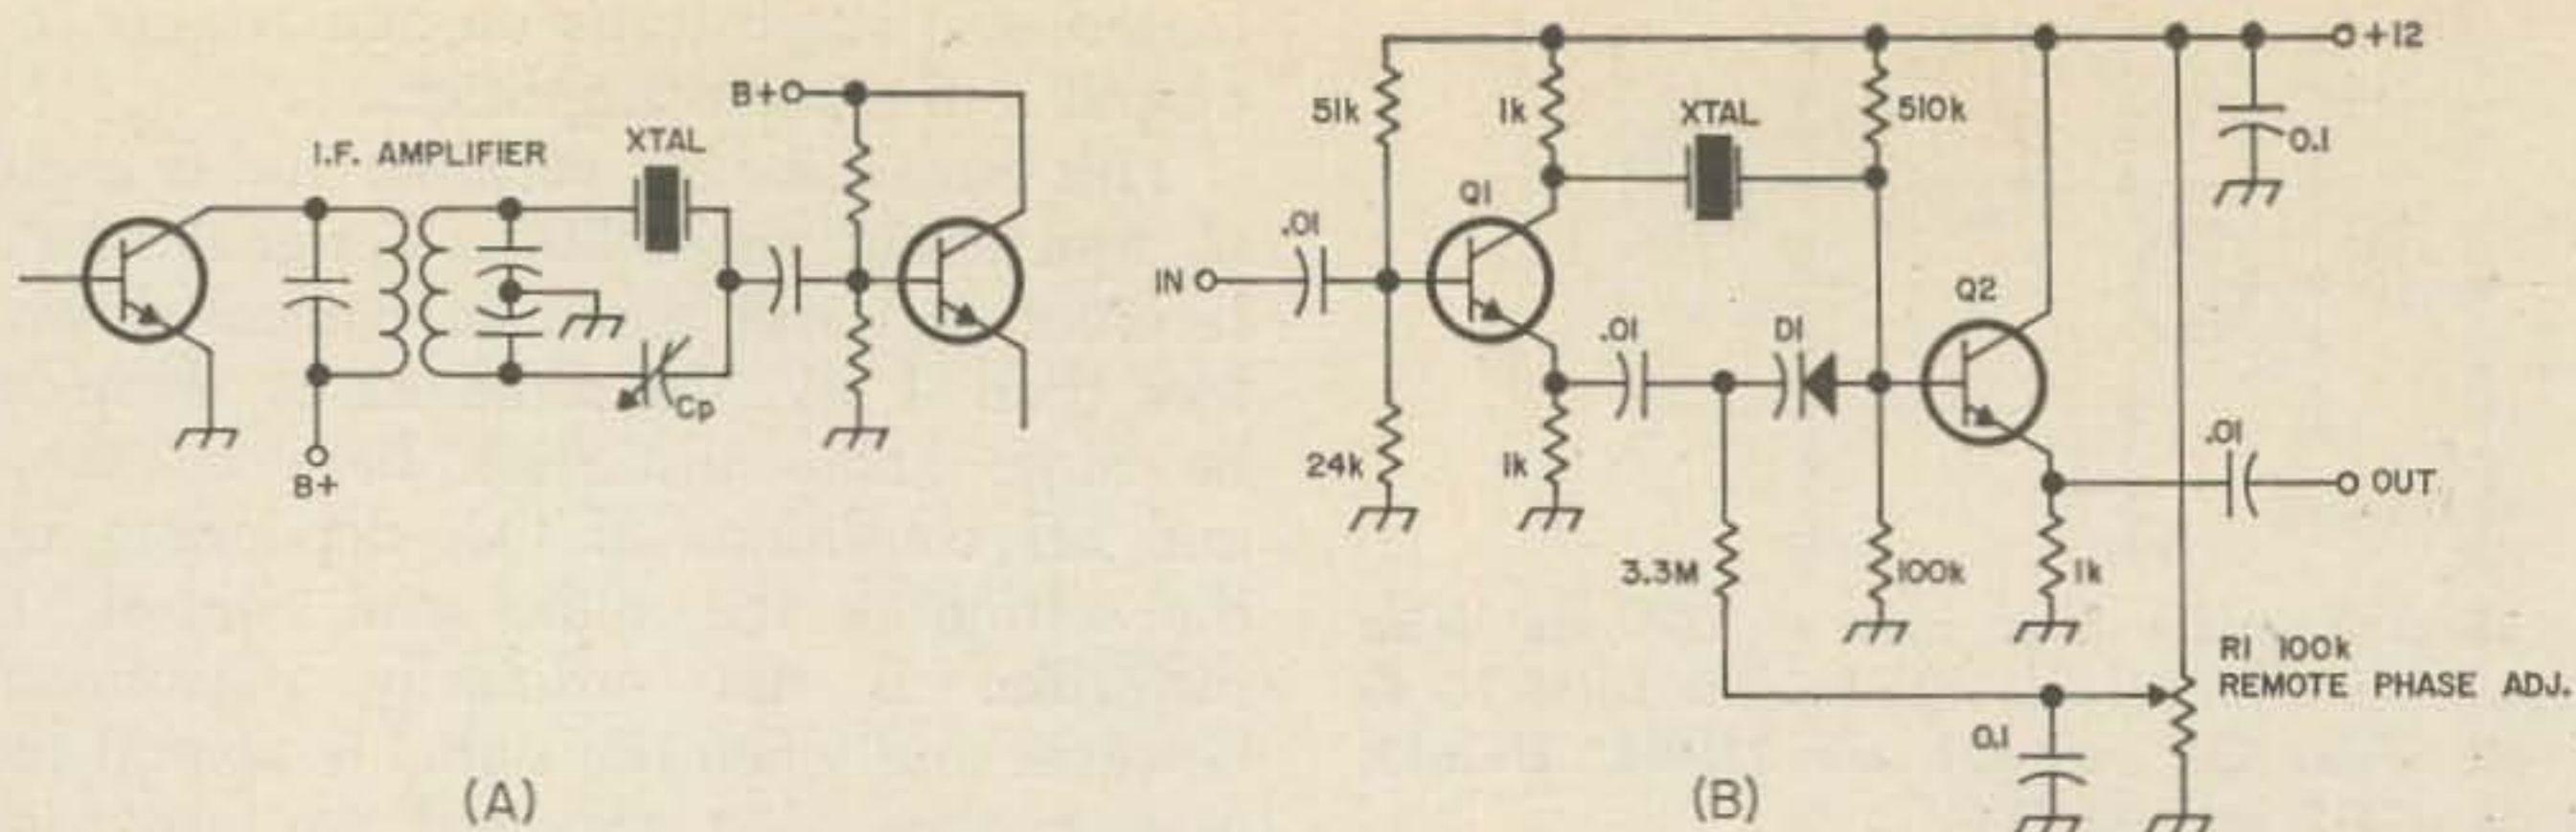 I.F. AMPLIFIER
XTAL
B+
B+
Cp
(A)
+12
51k
1k
XTAL
510k
0.1
Q1
.01
IN
Q2
.01
D1
.01
OUT
24k
1k
3.3M
100k
1k
R1 100k
REMOTE PHASE ADJ.
0.1
(B)